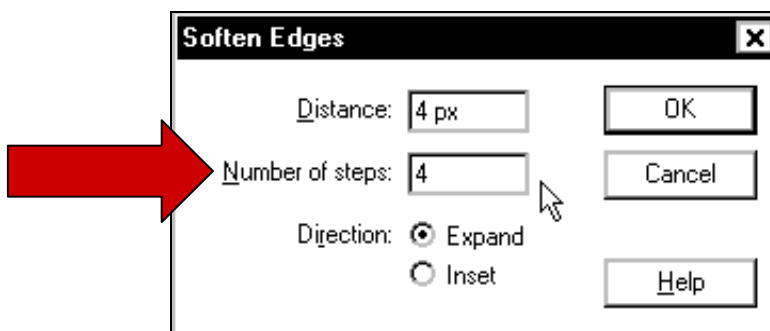 Soften Edges
Distance: 4 px OK
Number of steps: 4 Cancel
Direction: Expand
Inset
Help